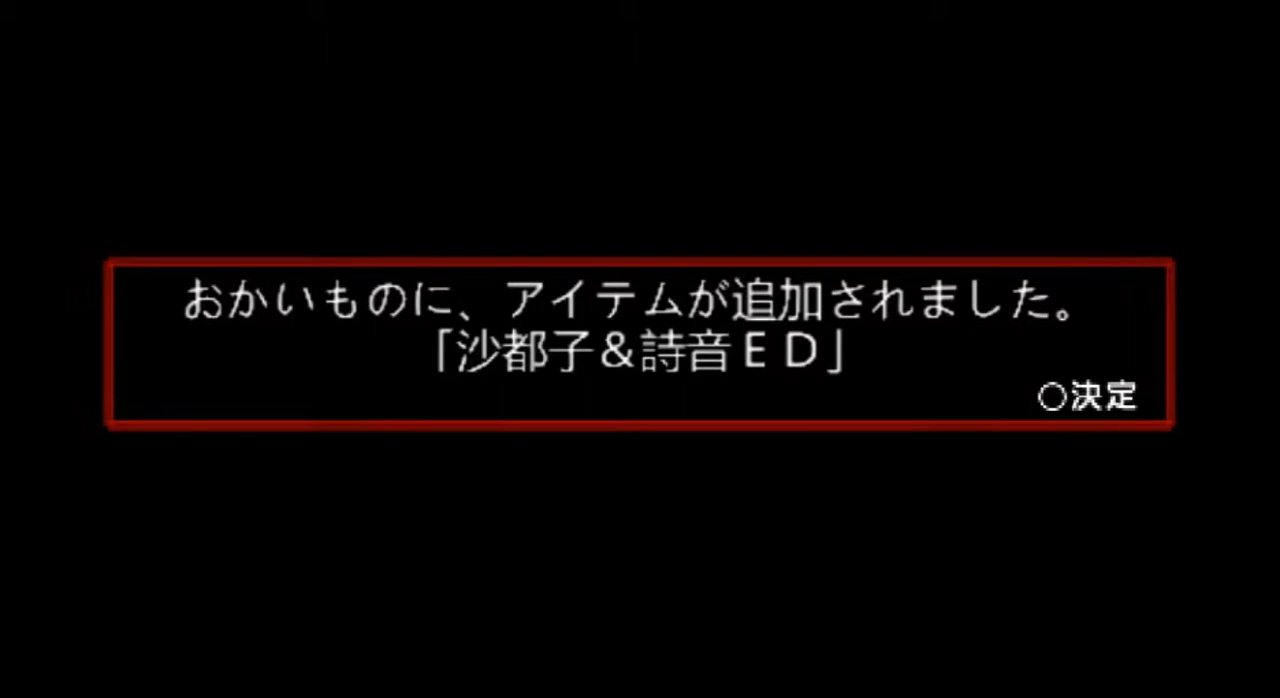 おかいものに、アイテムが追加されました。
「沙都子＆詩音ＥＤ」
○決定